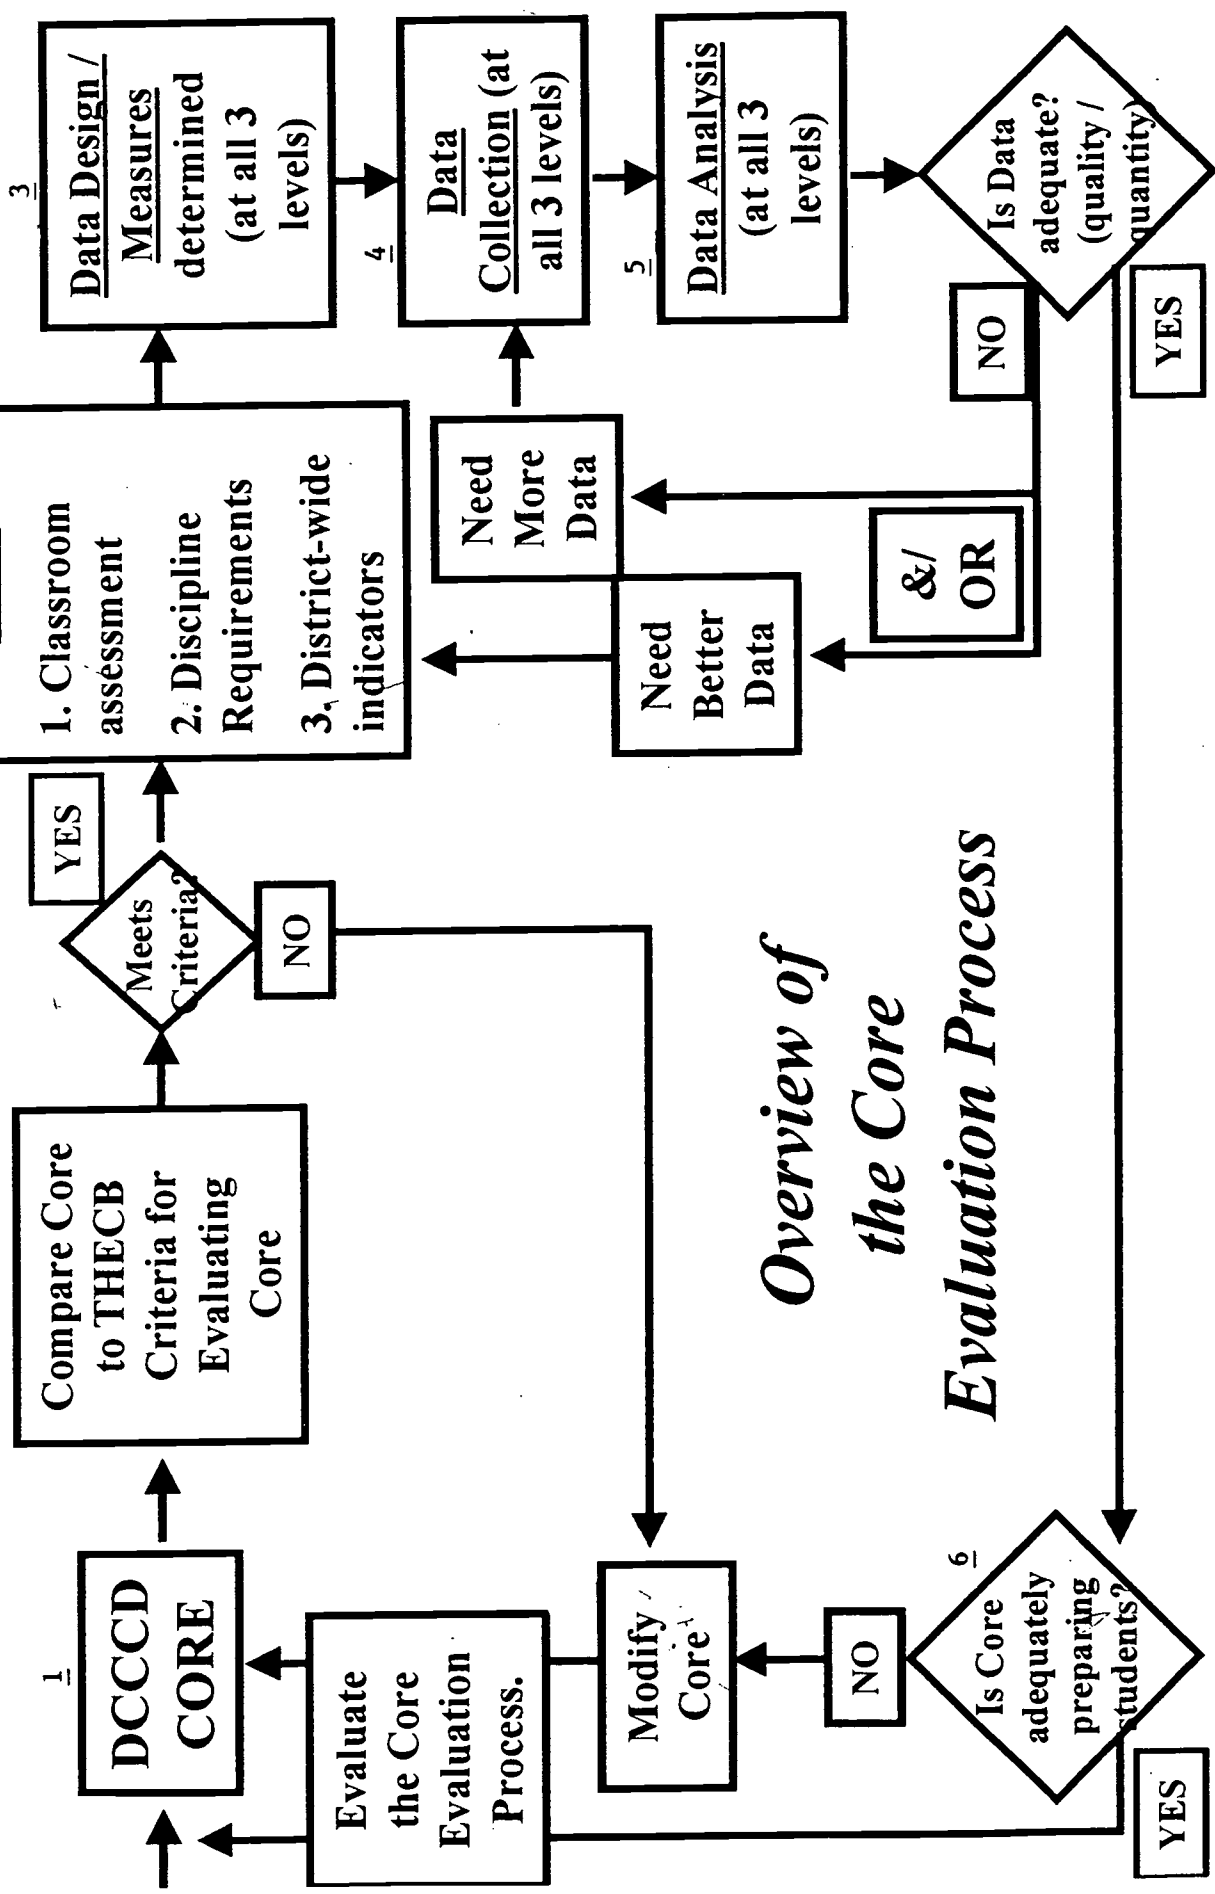 1
DCCCD
CORE
Compare Core
to THECB
Criteria for
Evaluating
Core
Meets
Criteria?
YES
NO
1. Classroom
assessment
2. Discipline
Requirements
3. District-wide
indicators
3
Data Design /
Measures
determined
(at all 3
levels)
4
Data
Collection (at
all 3 levels)
5
Data Analysis
(at all 3
levels)
Is Data
adequate?
(quality /
quantity)
NO
YES
&/
OR
Need
More
Data
Need
Better
Data
6
Is Core
adequately
preparing
students?
NO
YES
Modify
Core
Evaluate
the Core
Evaluation
Process.
Overview of
the Core
Evaluation Process